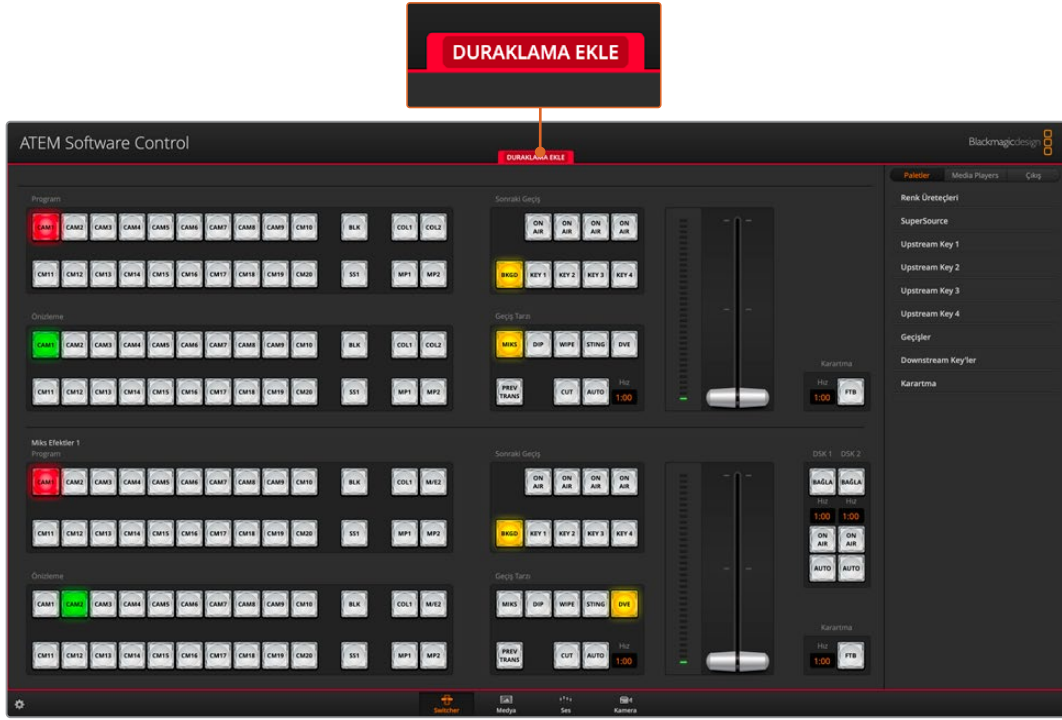 DURAKLAMA EKLE
ATEM Software Control
Blackmagicdesign
DURAKLAMA EKLE
Paletler Media Players Çıkış
Program
Sonraki Geçiş
Renk Üreteçleri
SuperSource
Upstream Key 1
Upstream Key 2
Upstream Key 3
Upstream Key 4
Geçişler
Downstream Key'ler
Karartma
CAM1 CAM2 CAM3 CAM4 CAM5 CAM6 CAM7 CAM8 CAM9 CM10 BLK COL1 COL2
ON AIR ON AIR ON AIR ON AIR
CM11 CM12 CM13 CM14 CM15 CM16 CM17 CM18 CM19 CM20 SS1 MP1 MP2
BKGD KEY 1 KEY 2 KEY 3 KEY 4
Önizleme
Geçiş Tarzı
CAM1 CAM2 CAM3 CAM4 CAM5 CAM6 CAM7 CAM8 CAM9 CM10 BLK COL1 COL2
MIKS DIP WIPE STING DVE
Karartma
CM11 CM12 CM13 CM14 CM15 CM16 CM17 CM18 CM19 CM20 SS1 MP1 MP2
PREV TRANS CUT AUTO Hız 1:00
Hız 1:00 FTB
Miks Efektler 1
Program
Sonraki Geçiş
DSK 1 DSK 2
CAM1 CAM2 CAM3 CAM4 CAM5 CAM6 CAM7 CAM8 CAM9 CM10 BLK COL1 M/E2
ON AIR ON AIR ON AIR ON AIR
BAĞLA BAĞLA
Hız Hız
1:00 1:00
CM11 CM12 CM13 CM14 CM15 CM16 CM17 CM18 CM19 CM20 SS1 MP1 MP2
BKGD KEY 1 KEY 2 KEY 3 KEY 4
ON AIR ON AIR
AUTO AUTO
Önizleme
Geçiş Tarzı
CAM1 CAM2 CAM3 CAM4 CAM5 CAM6 CAM7 CAM8 CAM9 CM10 BLK COL1 M/E2
MIKS DIP WIPE STING DVE
Karartma
CM11 CM12 CM13 CM14 CM15 CM16 CM17 CM18 CM19 CM20 SS1 MP1 MP2
PREV TRANS CUT AUTO Hız 1:00
Hız 1:00 FTB
Switcher Medya Ses Kamera